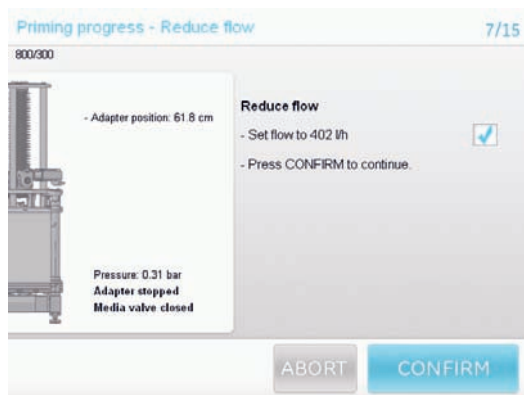 Priming progress - Reduce flow
7/15
800/300
- Adapter position: 61.8 cm
Reduce flow
- Set flow to 402 l/h
- Press CONFIRM to continue.
Pressure: 0.31 bar
Adapter stopped
Media valve closed
ABORT
CONFIRM